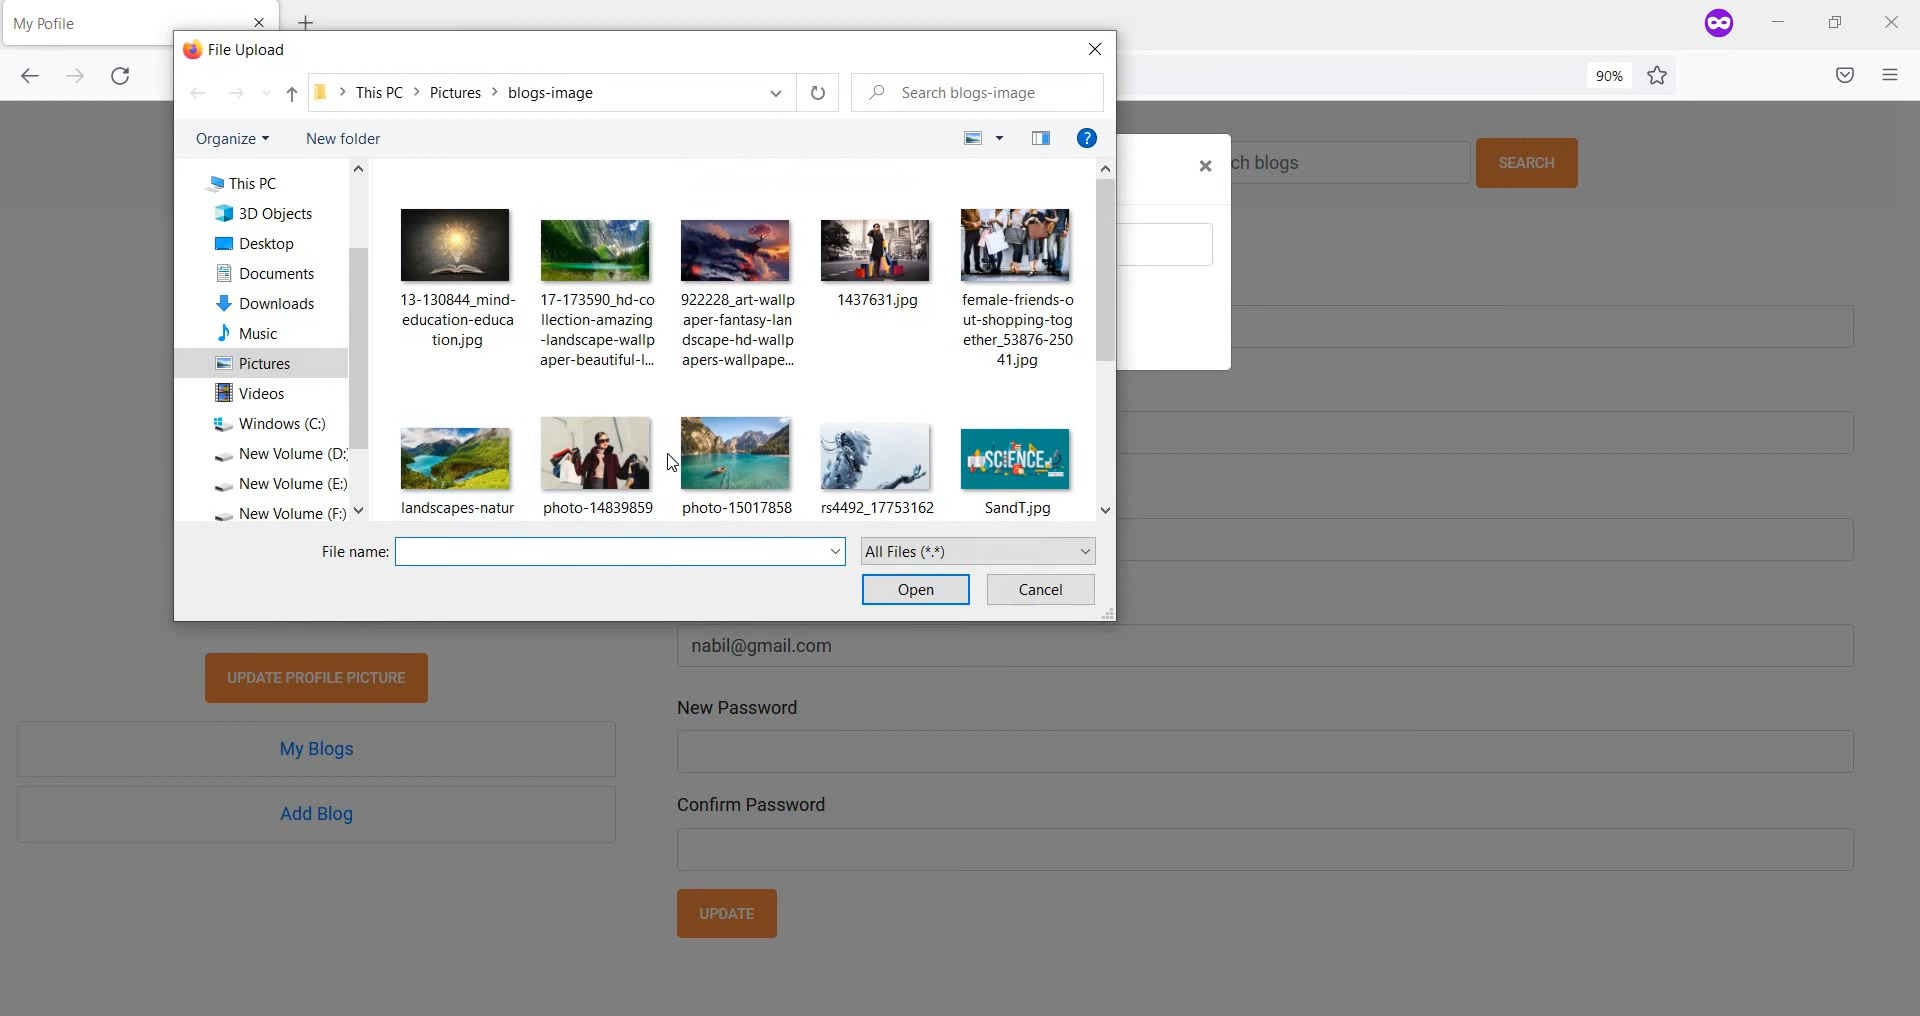 My Pofile
File Upload
90%
This PC
Pictures
blogs-image
Search blogs-image
Organize
New folder
This PC
3D Objects
Desktop
Documents
Downloads
Music
Pictures
Videos
Windows (C:)
New Volume (D:
New Volume (E:)
New Volume (F:)
13-130844_mind-
education-educa
tion.jpg
17-173590_hd-co
llection-amazing
-landscape-wallp
aper-beautiful-l...
922228_art-wallp
aper-fantasy-lan
dscape-hd-wallp
apers-wallpape...
1437631.jpg
female-friends-o
ut-shopping-tog
ether_53876-250
41.jpg
landscapes-natur
photo-14839859
photo-15017858
rs4492_17753162
SCIENCE
SandT.jpg
File name:
All Files (*.*)
Open
Cancel
ch blogs
SEARCH
UPDATE PROFILE PICTURE
My Blogs
Add Blog
nabil@gmail.com
New Password
Confirm Password
UPDATE